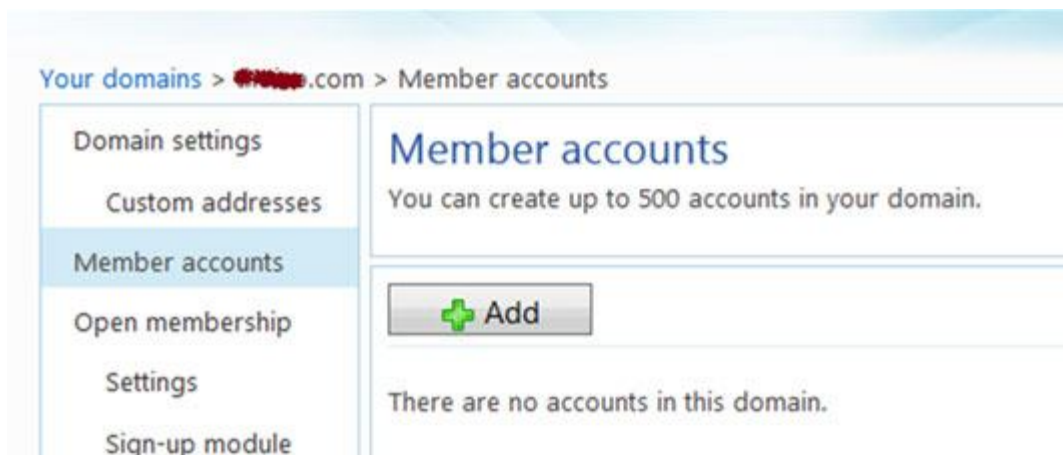 Your domains > .com > Member accounts
Domain settings
Custom addresses
Member accounts
Open membership
Settings
Sign-up module
Member accounts
You can create up to 500 accounts in your domain.
Add
There are no accounts in this domain.